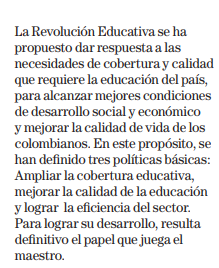 La Revolución Educativa se ha
propuesto dar respuesta a las
necesidades de cobertura y calidad
que requiere la educación del país,
para alcanzar mejores condiciones
de desarrollo social y económico
y mejorar la calidad de vida de los
colombianos. En este propósito, se
han definido tres políticas básicas:
Ampliar la cobertura educativa,
mejorar la calidad de la educación
y lograr la eficiencia del sector.
Para lograr su desarrollo, resulta
definitivo el papel que juega el
maestro.